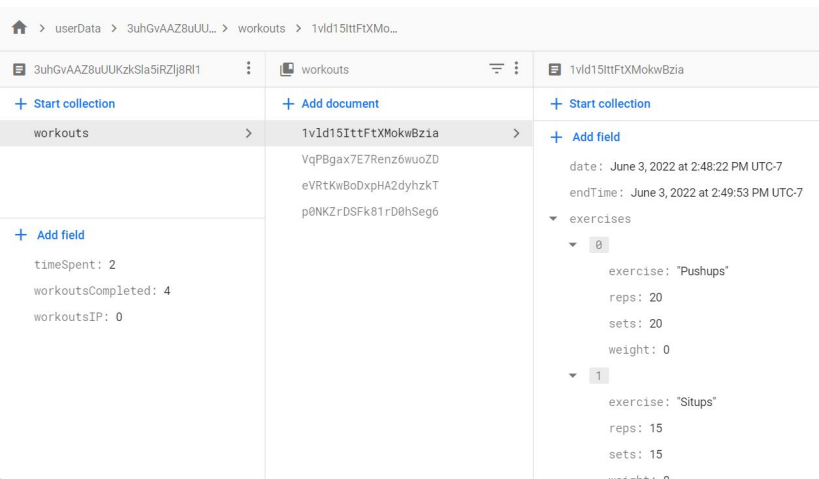 userData > 3uhGvAAZ8uUU... > workouts > 1vld15IttFtXMo...
3uhGvAAZ8uUUKzkSla5iRZlj8Rl1
+ Start collection
workouts
+ Add field
timeSpent: 2
workoutsCompleted: 4
workoutsIP: 0
workouts
+ Add document
1vld15IttFtXMokwBzia
VqPBgax7E7Renz6wuoZD
eVRtKwBoDxpHA2dyhzkT
p0NKZrDSFk81rD0hSeg6
1vld15IttFtXMokwBzia
+ Start collection
+ Add field
date: June 3, 2022 at 2:48:22 PM UTC-7
endTime: June 3, 2022 at 2:49:53 PM UTC-7
exercises
0
exercise: "Pushups"
reps: 20
sets: 20
weight: 0
1
exercise: "Situps"
reps: 15
sets: 15
weight: 0